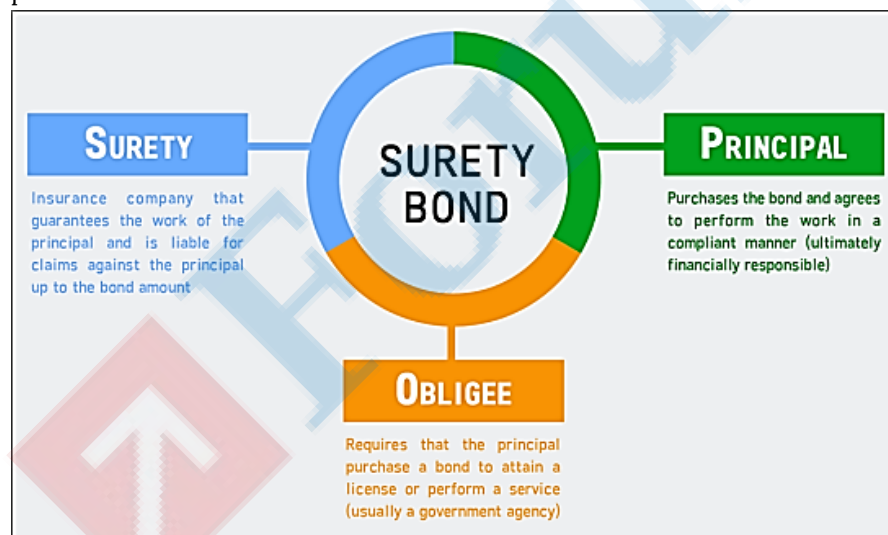 SURETY
BOND
SURETY
Insurance company that
guarantees the work of the
principal and is liable for
claims against the principal
up to the bond amount
PRINCIPAL
Purchases the bond and agrees
to perform the work in a
compliant manner (ultimately
financially responsible)
OBLIGEE
Requires that the principal
purchase a bond to attain a
license or perform a service
(usually a government agency)